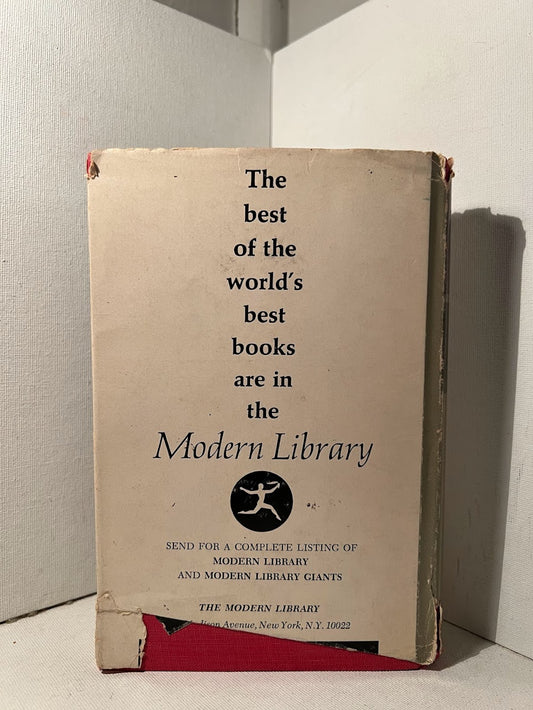 The
best
of the
world's
best
books
are in
the
Modern Library
SEND FOR A COMPLETE LISTING OF
MODERN LIBRARY
AND MODERN LIBRARY GIANTS
THE MODERN LIBRARY
Avenue, New York, N.Y. 10022